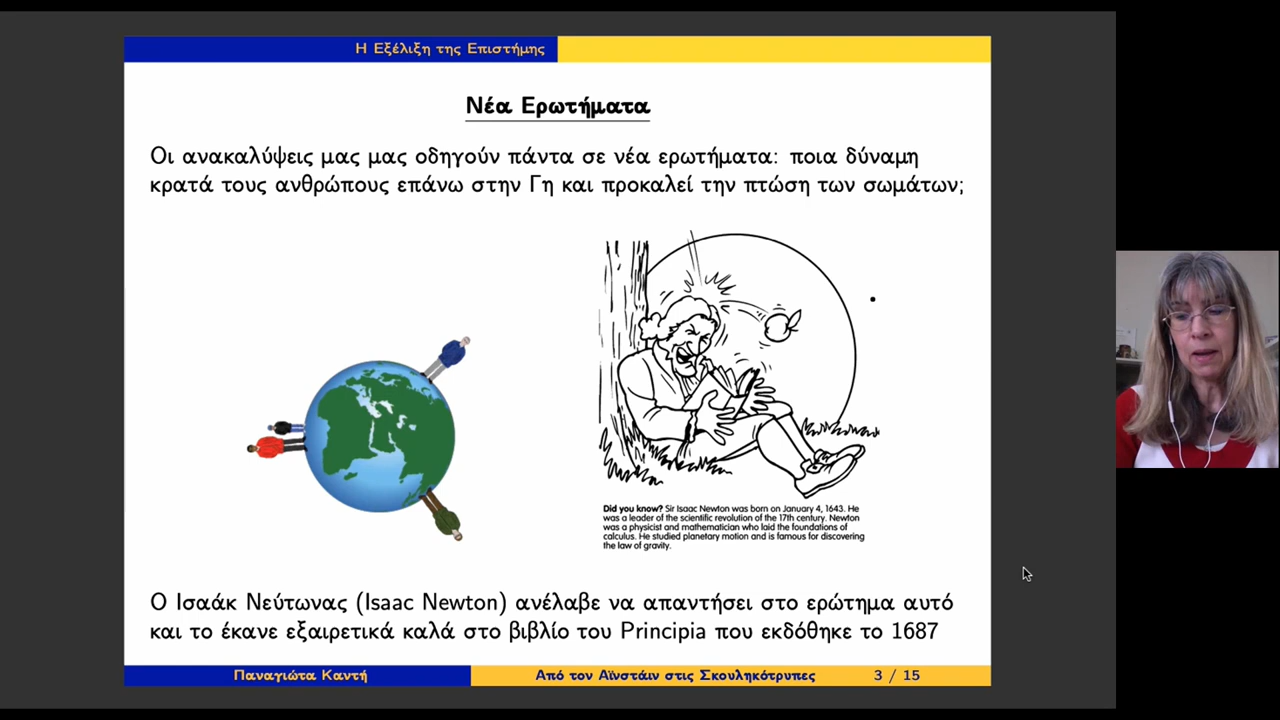 Η Εξέλιξη της Επιστήμης
Νέα Ερωτήματα
Οι ανακαλύψεις μας μας οδηγούν πάντα σε νέα ερωτήματα: ποια δύναμη
κρατά τους ανθρώπους επάνω στην Γη και προκαλεί την πτώση των σωμάτων;
Did you know? Sir Isaac Newton was born on January 4, 1643. He
was a leader of the scientific revolution of the 17th century. Newton
was a physicist and mathematician who laid the foundations of
calculus. He studied planetary motion and is famous for discovering
the law of gravity.
Ο Ισαάκ Νεύτωνας (Isaac Newton) ανέλαβε να απαντήσει στο ερώτημα αυτό
και το έκανε εξαιρετικά καλά στο βιβλίο του Principia που εκδόθηκε το 1687
Παναγιώτα Καντή
Από τον Αϊνστάιν στις Σκουληκότρυπες
3 / 15